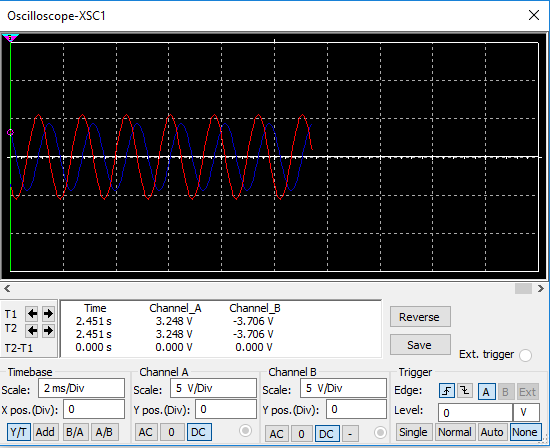 Oscilloscope-XSC1
T1
T2
T2-T1
Time Channel_A Channel_B
2.451 s 3.248 V -3.706 V
2.451 s 3.248 V -3.706 V
0.000 s 0.000 V 0.000 V
Reverse
Save
Ext. trigger
Timebase
Scale: 2 ms/Div
X pos.(Div): 0
Y/T Add B/A A/B
Channel A
Scale: 5 V/Div
Y pos.(Div): 0
AC 0 DC
Channel B
Scale: 5 V/Div
Y pos.(Div): 0
AC 0 DC -
Trigger
Edge: A B Ext
Level: 0 V
Single Normal Auto None